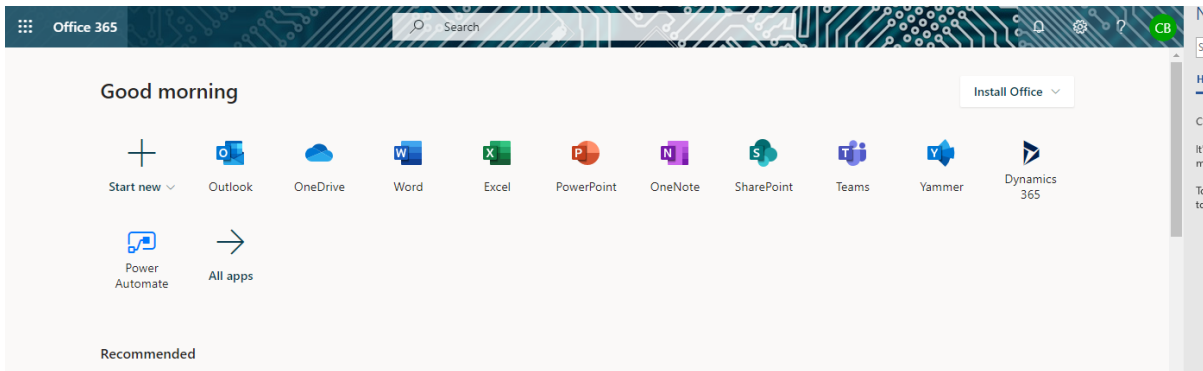 Office 365
Search
CB
Good morning
Install Office
Start new
Outlook
OneDrive
Word
Excel
PowerPoint
OneNote
SharePoint
Teams
Yammer
Dynamics
365
Power
Automate
All apps
Recommended